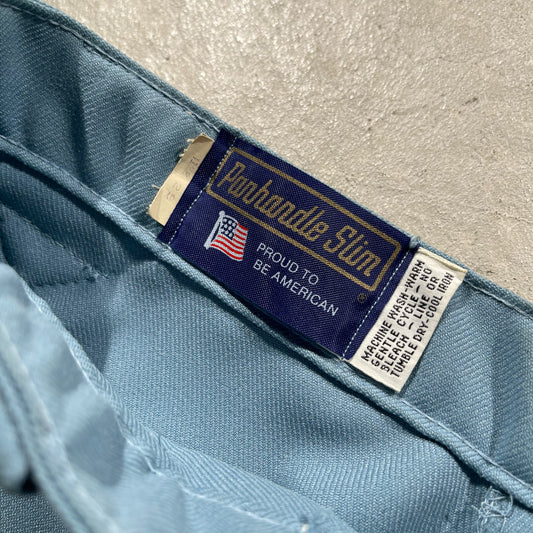 Panhandle Slim
®
PROUD TO
BE AMERICAN
MACHINE WASH-WARM
GENTLE CYCLE-NO
BLEACH-LINE OR
TUMBLE DRY-COOL IRON